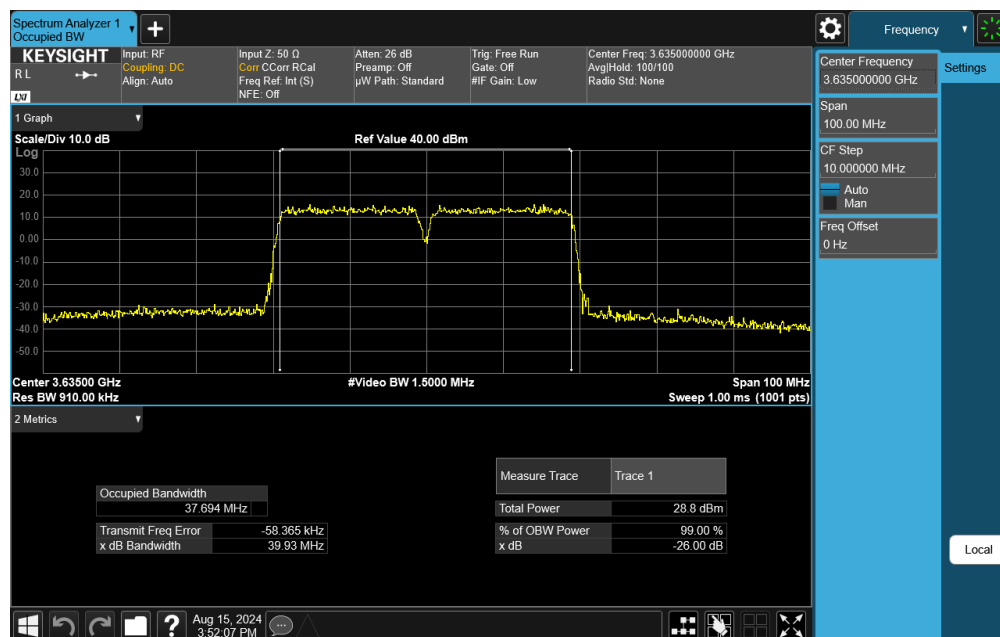 Spectrum Analyzer 1
Occupied BW
Frequency
KEYSIGHT
R L
LXI
Input: RF
Coupling: DC
Align: Auto
Input Z: 50 Ω
Corr CCorr RCal
Freq Ref: Int (S)
NFE: Off
Atten: 26 dB
Preamp: Off
µW Path: Standard
Trig: Free Run
Gate: Off
#IF Gain: Low
Center Freq: 3.635000000 GHz
Avg|Hold: 100/100
Radio Std: None
Center Frequency
3.635000000 GHz
Settings
Span
100.00 MHz
CF Step
10.000000 MHz
Auto
Man
Freq Offset
0 Hz
Local
1 Graph
Scale/Div 10.0 dB
Ref Value 40.00 dBm
Log
30.0
20.0
10.0
0.00
-10.0
-20.0
-30.0
-40.0
-50.0
Center 3.63500 GHz
#Video BW 1.5000 MHz
Span 100 MHz
Res BW 910.00 kHz
Sweep 1.00 ms (1001 pts)
2 Metrics
Measure Trace Trace 1
Occupied Bandwidth
37.694 MHz
Total Power 28.8 dBm
Transmit Freq Error -58.365 kHz
% of OBW Power 99.00 %
x dB Bandwidth 39.93 MHz
x dB -26.00 dB
?
Aug 15, 2024
3:52:07 PM